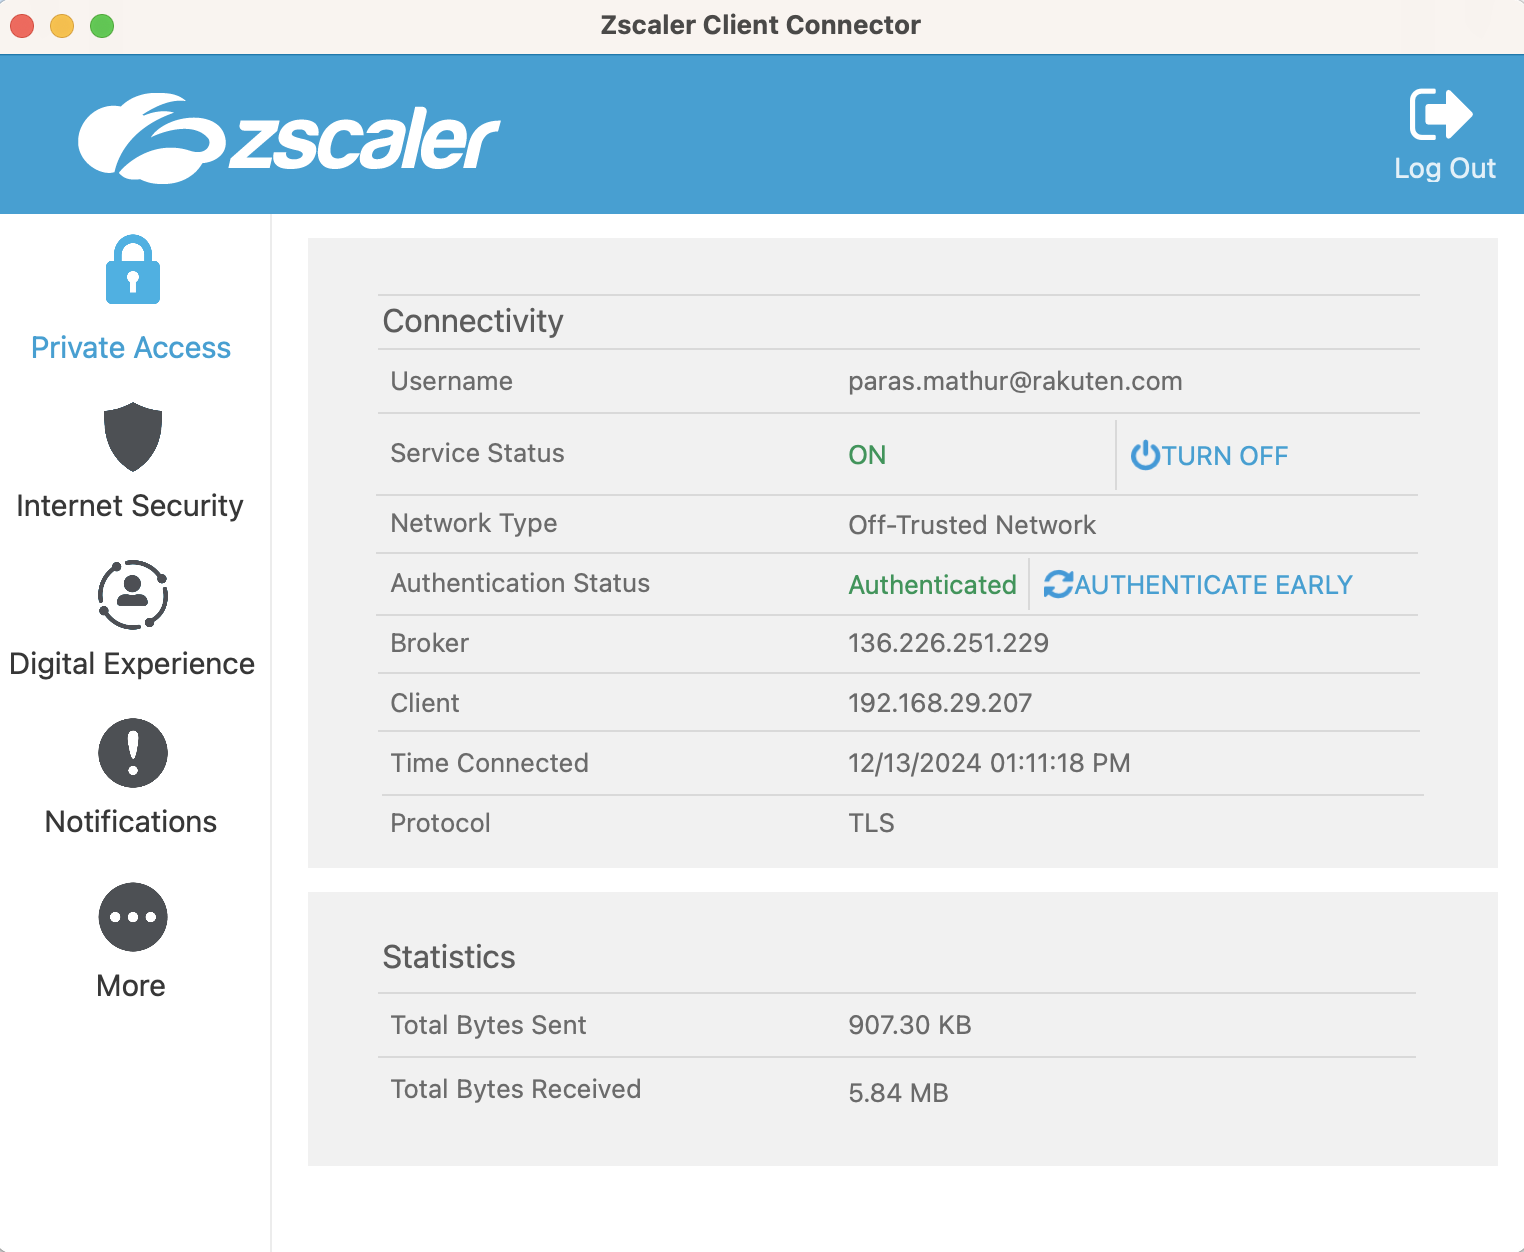 Zscaler Client Connector
zscaler
Log Out
Private Access
Internet Security
Digital Experience
Notifications
More
Connectivity
Username paras.mathur@rakuten.com
Service Status ON TURN OFF
Network Type Off-Trusted Network
Authentication Status Authenticated AUTHENTICATE EARLY
Broker 136.226.251.229
Client 192.168.29.207
Time Connected 12/13/2024 01:11:18 PM
Protocol TLS
Statistics
Total Bytes Sent 907.30 KB
Total Bytes Received 5.84 MB